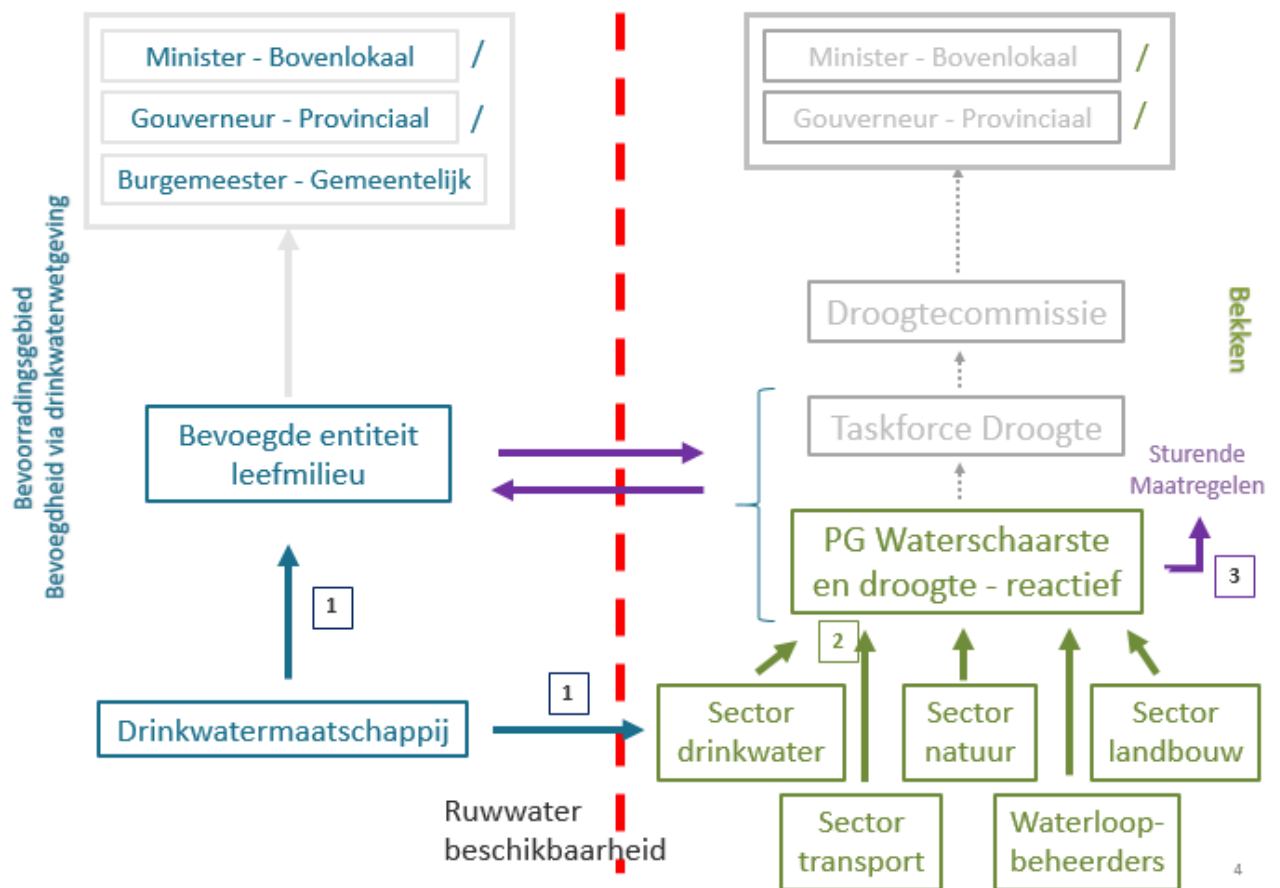 Minister - Bovenlokaal /
Gouverneur - Provinciaal /
Burgemeester - Gemeentelijk
Bevoorradingsgebied
Bevoegdheid via drinkwaterwetgeving
Bevoegde entiteit
leefmilieu
1
Drinkwatermaatschappij
1
Ruwwater
beschikbaarheid
Minister - Bovenlokaal /
Gouverneur - Provinciaal /
Droogtecommissie
Bekken
Taskforce Droogte
Sturende
Maatregelen
PG Waterschaarste
en droogte - reactief
3
2
Sector
drinkwater
Sector
natuur
Sector
landbouw
Sector
transport
Waterloop-
beheerders
4